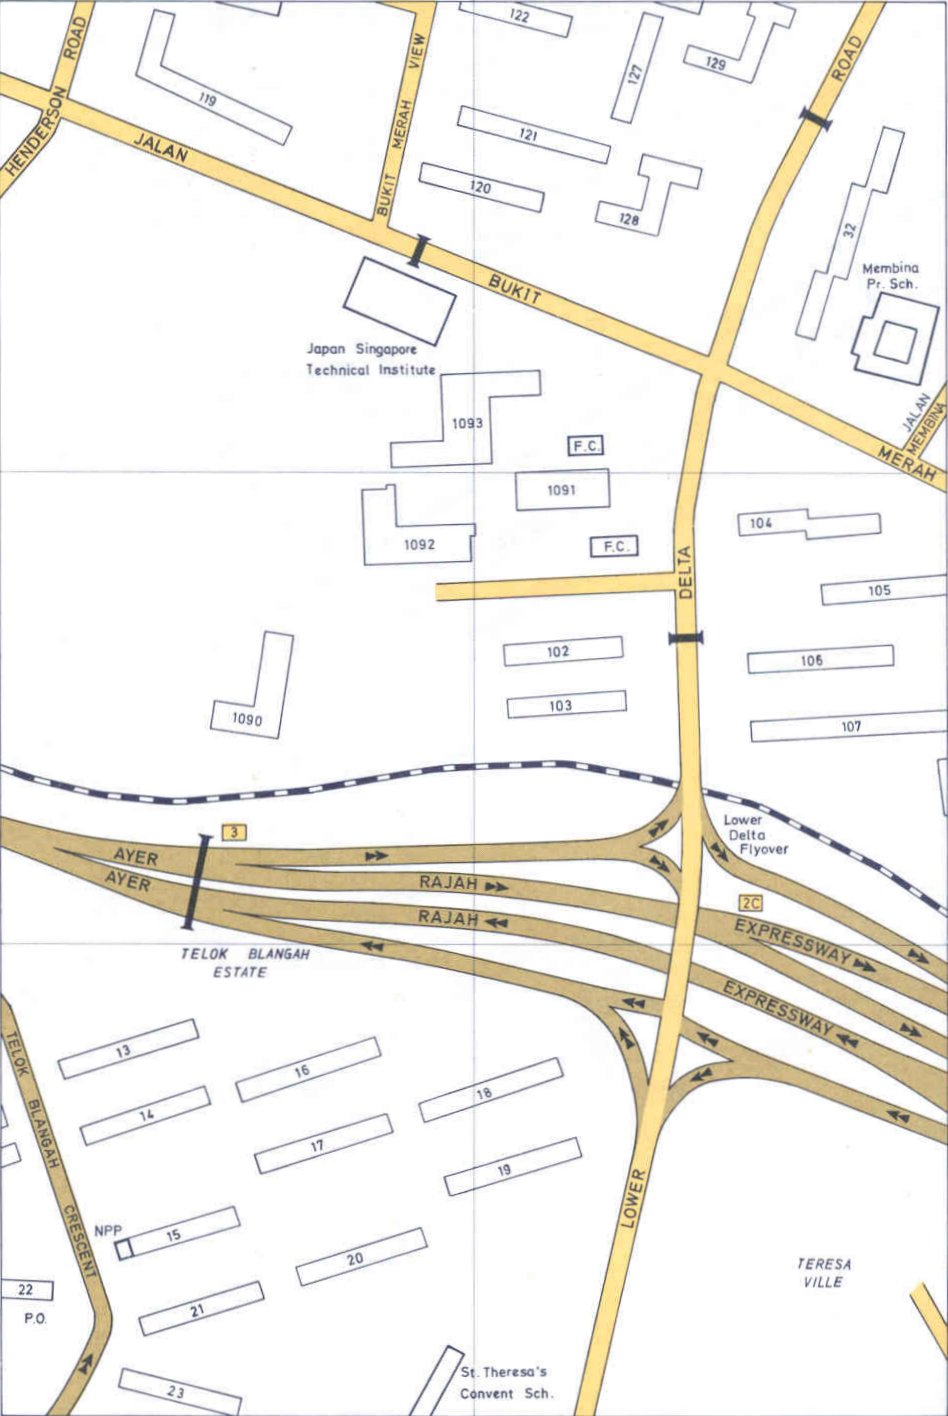 122
HENDERSON ROAD
BUKIT MERAH VIEW
127
129
ROAD
119
JALAN
121
120
128
32
Membina
Pr. Sch.
BUKIT
Japan Singapore
Technical Institute
JALAN
MEMBINA
MERAH
1093
F.C.
1091
104
1092
F.C.
DELTA
105
102
106
103
1090
107
Lower
Delta
Flyover
3
AYER
AYER
RAJAH
RAJAH
2C
EXPRESSWAY
EXPRESSWAY
TELOK BLANGAH
ESTATE
TELOK BLANGAH CRESCENT
13
16
18
14
17
19
LOWER
NPP
15
20
TERESA
VILLE
22
P.O.
21
23
St. Theresa's
Convent Sch.